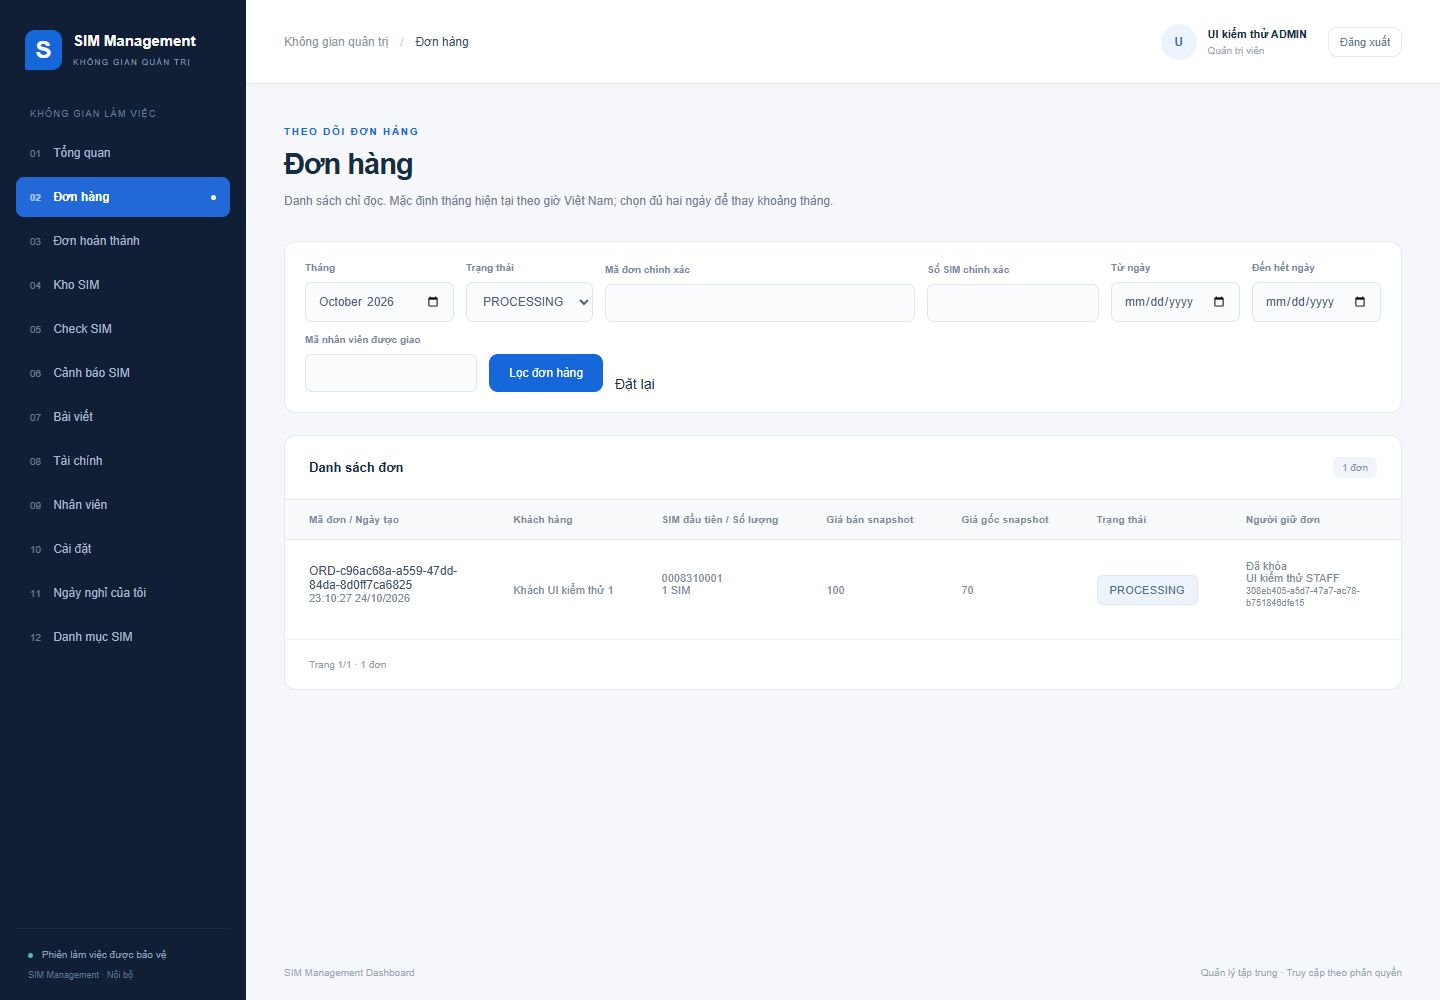 S
SIM Management
KHÔNG GIAN QUẢN TRỊ
KHÔNG GIAN LÀM VIỆC
01 Tổng quan
02 Đơn hàng
03 Đơn hoàn thành
04 Kho SIM
05 Check SIM
06 Cảnh báo SIM
07 Bài viết
08 Tài chính
09 Nhân viên
10 Cài đặt
11 Ngày nghỉ của tôi
12 Danh mục SIM
Phiên làm việc được bảo vệ
SIM Management · Nội bộ
Không gian quản trị / Đơn hàng
U
UI kiểm thử ADMIN
Quản trị viên
Đăng xuất
THEO DÕI ĐƠN HÀNG
Đơn hàng
Danh sách chỉ đọc. Mặc định tháng hiện tại theo giờ Việt Nam; chọn đủ hai ngày để thay khoảng tháng.
Tháng Trạng thái Mã đơn chính xác Số SIM chính xác Từ ngày Đến hết ngày
October 2026 PROCESSING mm/dd/yyyy mm/dd/yyyy
Mã nhân viên được giao
Lọc đơn hàng Đặt lại
Danh sách đơn 1 đơn
Mã đơn / Ngày tạo Khách hàng SIM đầu tiên / Số lượng Giá bán snapshot Giá gốc snapshot Trạng thái Người giữ đơn
ORD-c96ac68a-a559-47dd-
84da-8d0ff7ca6825
23:10:27 24/10/2026
Khách UI kiểm thử 1
0008310001
1 SIM
100
70
PROCESSING
Đã khóa
UI kiểm thử STAFF
308eb405-a5d7-47a7-ac78-
b751846dfe15
Trang 1/1 · 1 đơn
SIM Management Dashboard
Quản lý tập trung · Truy cập theo phân quyền